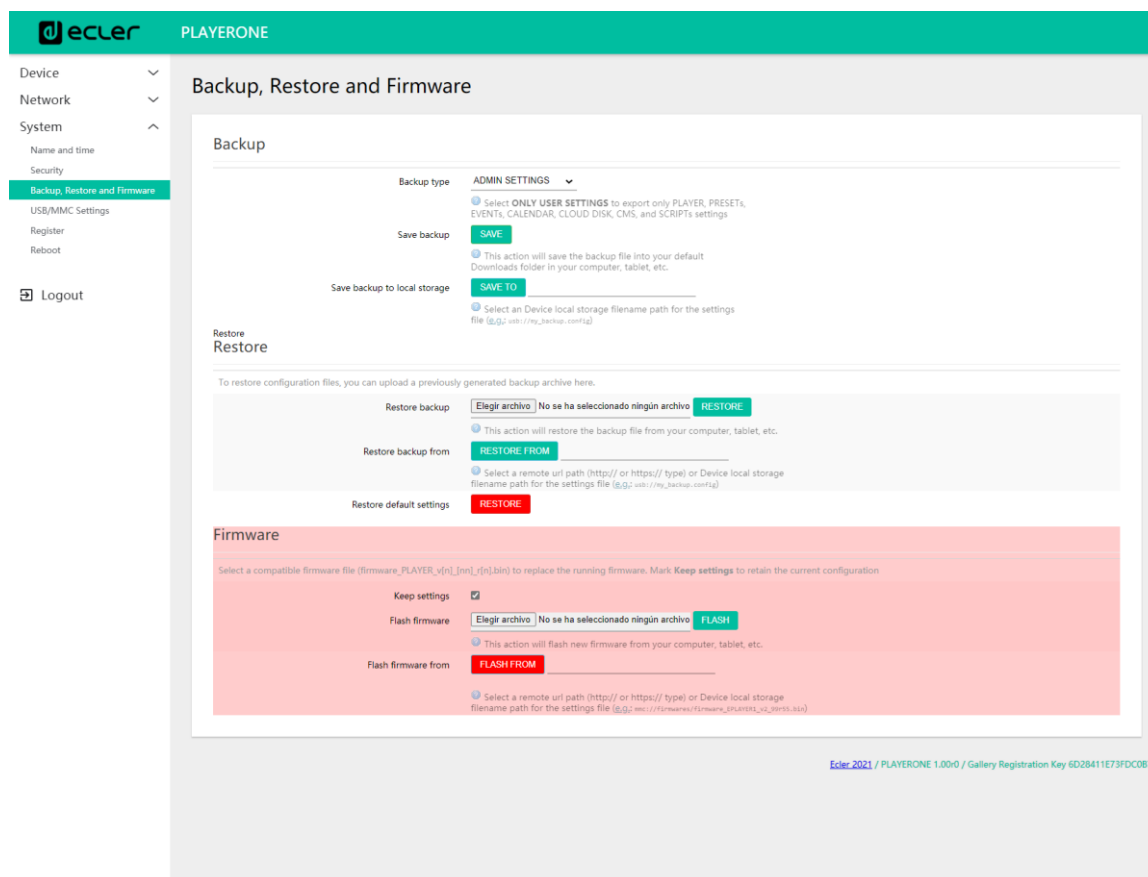 ecler PLAYERONE
Device
Network
System
Name and time
Security
Backup, Restore and Firmware
USB/MMC Settings
Register
Reboot
Logout
Backup, Restore and Firmware
Backup
Backup type ADMIN SETTINGS
Select ONLY USER SETTINGS to export only PLAYER, PRESETs,
EVENTs, CALENDAR, CLOUD DISK, CMS, and SCRIPTs settings
Save backup SAVE
This action will save the backup file into your default
Downloads folder in your computer, tablet, etc.
Save backup to local storage SAVE TO
Select an Device local storage filename path for the settings
file (e.g.: usb://my_backup.config)
Restore
Restore
To restore configuration files, you can upload a previously generated backup archive here.
Restore backup Elegir archivo No se ha seleccionado ningún archivo RESTORE
This action will restore the backup file from your computer, tablet, etc.
Restore backup from RESTORE FROM
Select a remote url path (http:// or https:// type) or Device local storage
filename path for the settings file (e.g.: usb://my_backup.config)
Restore default settings RESTORE
Firmware
Select a compatible firmware file (firmware_PLAYER_v[n]_[nn]_r[n].bin) to replace the running firmware. Mark Keep settings to retain the current configuration
Keep settings
Flash firmware Elegir archivo No se ha seleccionado ningún archivo FLASH
This action will flash new firmware from your computer, tablet, etc.
Flash firmware from FLASH FROM
Select a remote url path (http:// or https:// type) or Device local storage
filename path for the settings file (e.g.: mmc://firmwares/firmware_EPLAYER1_v2_00r55.bin)
Ecler 2021 / PLAYERONE 1.00r0 / Gallery Registration Key 6D28411E73FDC0B